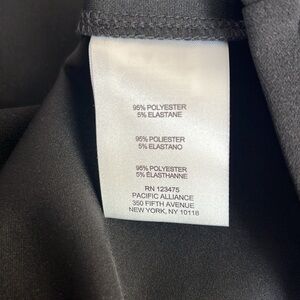 95% POLYESTER
5% ELASTANE
95% POLIESTER
5% ELASTANO
95% POLYESTER
5% ÉLASTHANNE
RN 123475
PACIFIC ALLIANCE
350 FIFTH AVENUE
NEW YORK, NY 10118